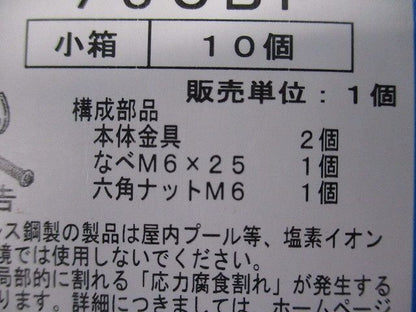 小箱 10個
販売単位：1個
構成部品
本体金具 2個
なべM6×25 1個
六角ナットM6 1個
告
ス鋼製の製品は屋内プール等、塩素イオン
境では使用しないでください。
局部的に割れる「応力腐食割れ」が発生する
ります。詳細につきましては、ホームページ